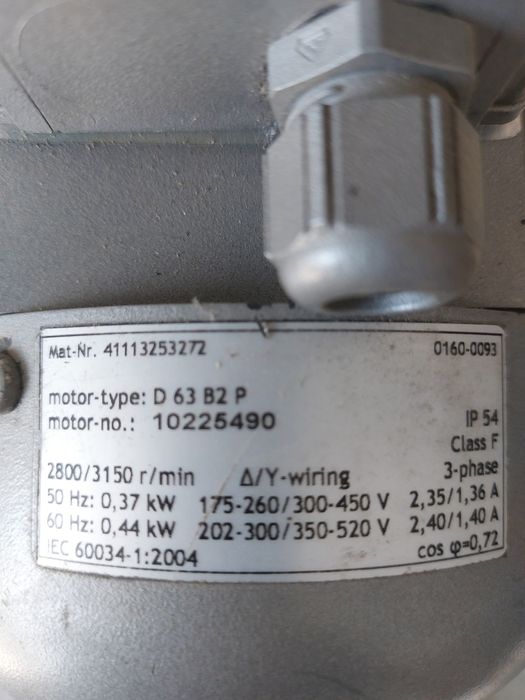 Mat-Nr. 41113253272 0160-0093
motor-type: D 63 B2 P
motor-no.: 10225490 IP 54
Class F
2800/3150 r/min Δ/Y-wiring 3-phase
50 Hz: 0,37 kW 175-260/300-450 V 2,35/1,36 A
60 Hz: 0,44 kW 202-300/350-520 V 2,40/1,40 A
IEC 60034-1:2004 cos φ=0,72